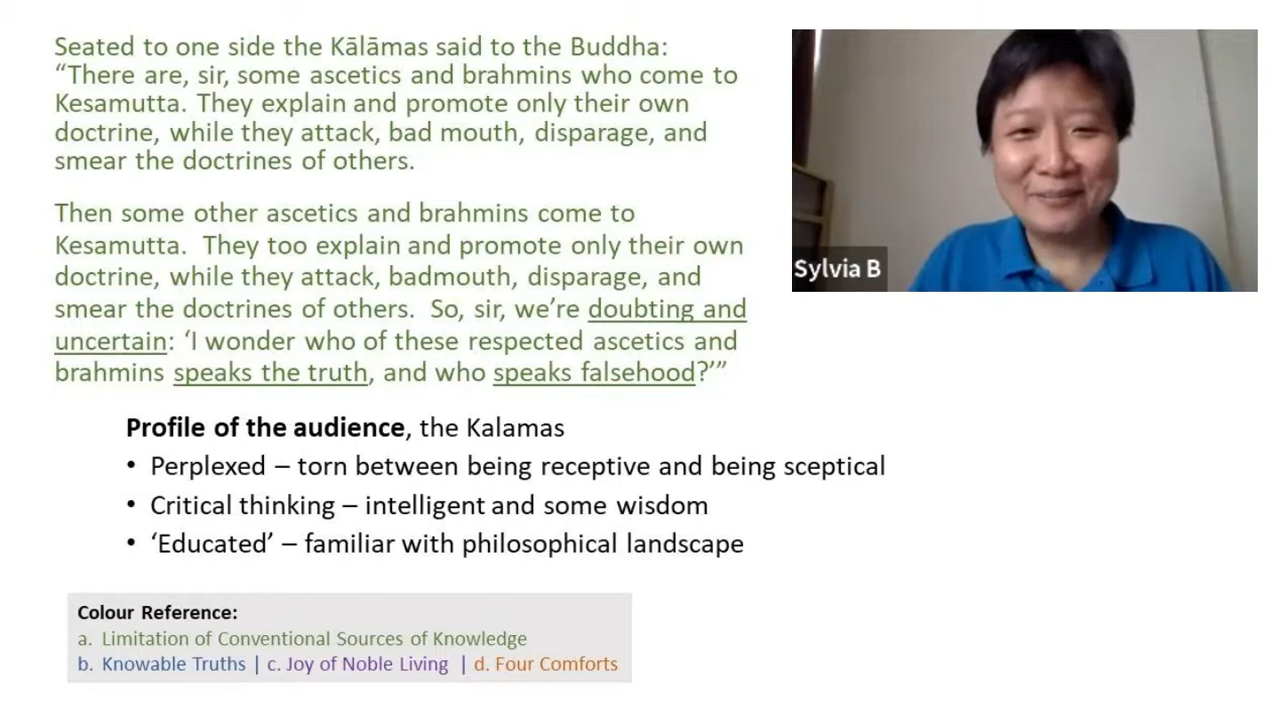 Seated to one side the Kālāmas said to the Buddha:
“There are, sir, some ascetics and brahmins who come to
Kesamutta. They explain and promote only their own
doctrine, while they attack, bad mouth, disparage, and
smear the doctrines of others.
Then some other ascetics and brahmins come to
Kesamutta.  They too explain and promote only their own
doctrine, while they attack, badmouth, disparage, and
smear the doctrines of others.  So, sir, we’re doubting and
uncertain: ‘I wonder who of these respected ascetics and
brahmins speaks the truth, and who speaks falsehood?’”
Sylvia B
Profile of the audience, the Kalamas
• Perplexed – torn between being receptive and being sceptical
• Critical thinking – intelligent and some wisdom
• ‘Educated’ – familiar with philosophical landscape
Colour Reference:
a. Limitation of Conventional Sources of Knowledge
b. Knowable Truths | c. Joy of Noble Living | d. Four Comforts